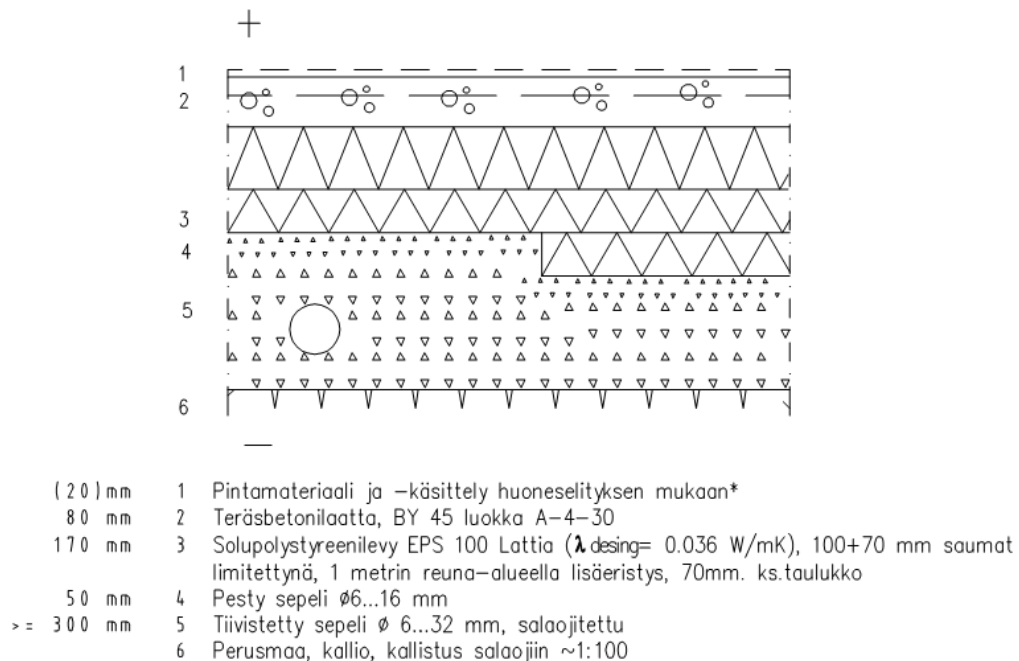 +
1
2
3
4
5
6
—
(20)mm 1 Pintamateriaali ja –käsittely huoneselityksen mukaan*
80 mm 2 Teräsbetonilaatta, BY 45 luokka A–4–30
170 mm 3 Solupolystyreenilevy EPS 100 Lattia (λ desing= 0.036 W/mK), 100+70 mm saumat
limitettynä, 1 metrin reuna–alueella lisäeristys, 70mm. ks.taulukko
50 mm 4 Pesty sepeli ø6...16 mm
>= 300 mm 5 Tiivistetty sepeli ø 6...32 mm, salaojitettu
6 Perusmaa, kallio, kallistus salaojiin ~1:100